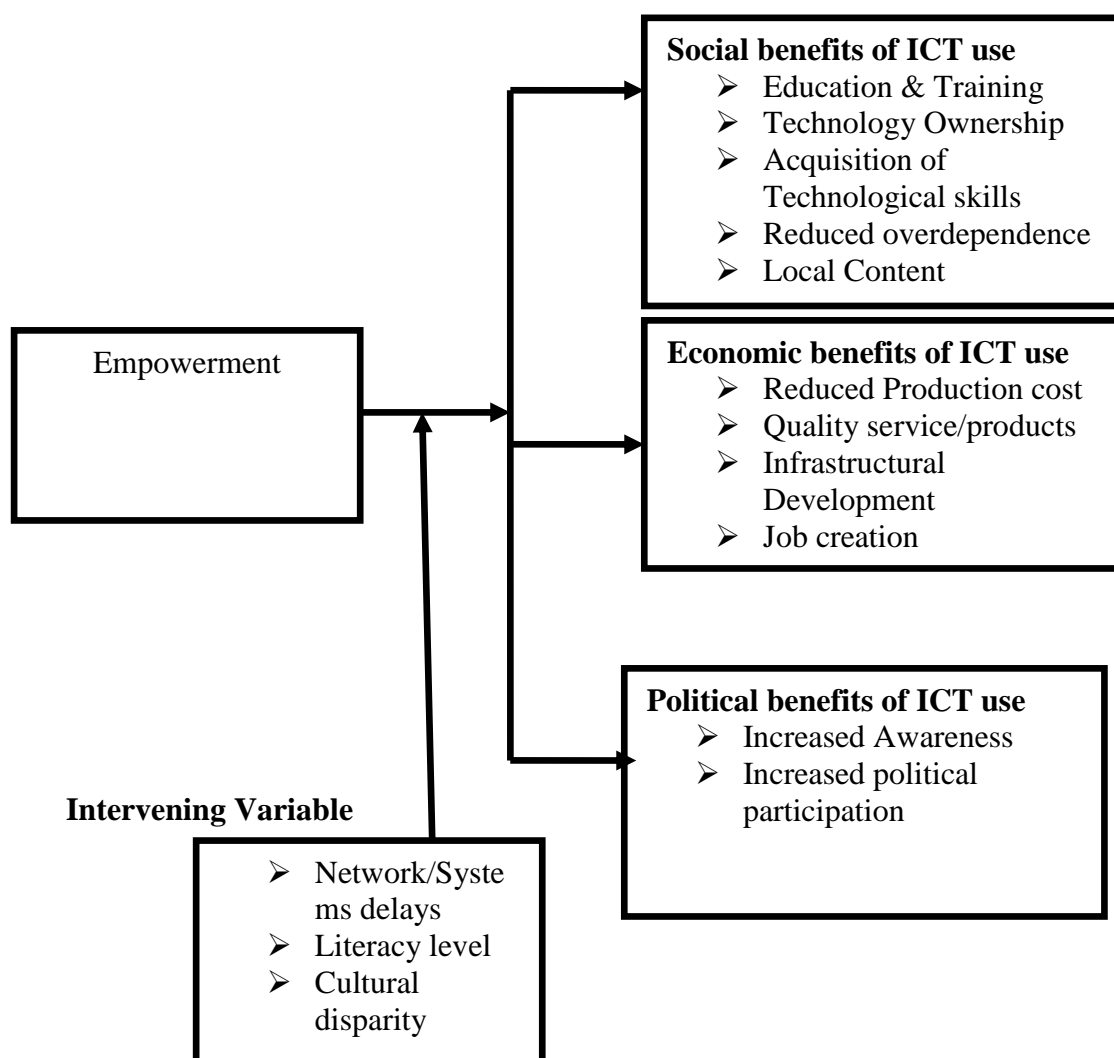 Social benefits of ICT use
➢ Education & Training
➢ Technology Ownership
➢ Acquisition of
Technological skills
➢ Reduced overdependence
➢ Local Content
Empowerment
Economic benefits of ICT use
➢ Reduced Production cost
➢ Quality service/products
➢ Infrastructural
Development
➢ Job creation
Political benefits of ICT use
➢ Increased Awareness
➢ Increased political
participation
Intervening Variable
➢ Network/Syste
ms delays
➢ Literacy level
➢ Cultural
disparity